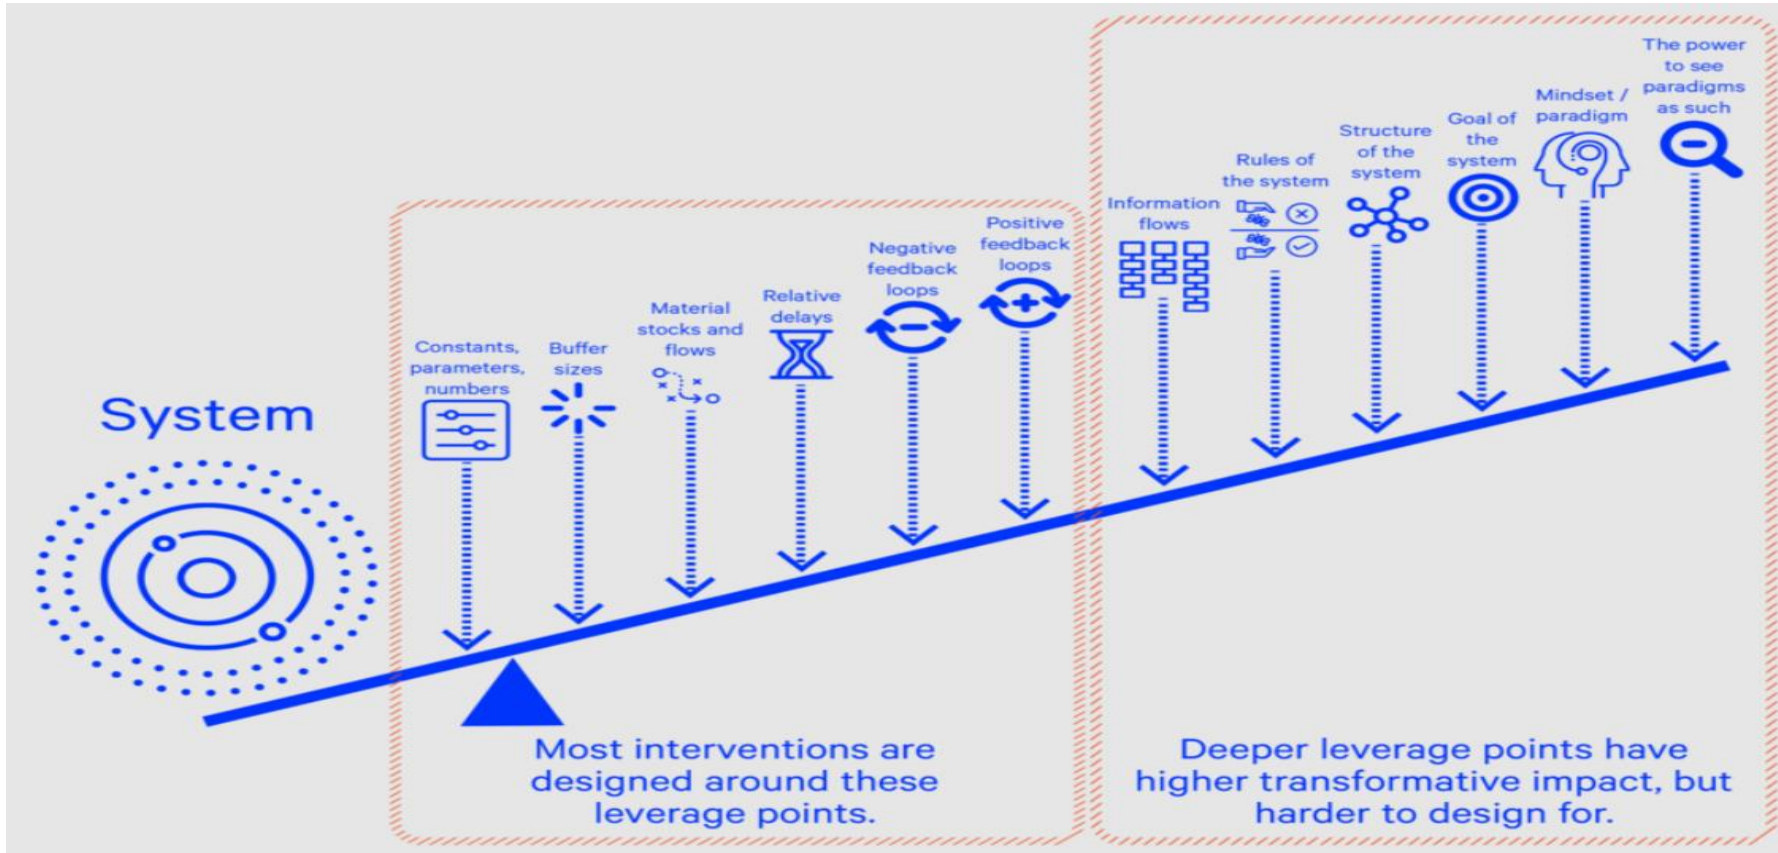 System
Constants,
parameters,
numbers
Buffer
sizes
Material
stocks and
flows
Relative
delays
Negative
feedback
loops
Positive
feedback
loops
Information
flows
Rules of
the system
Structure
of the
system
Goal of
the
system
Mindset /
paradigm
The power
to see
paradigms
as such
Most interventions are
designed around these
leverage points.
Deeper leverage points have
higher transformative impact, but
harder to design for.